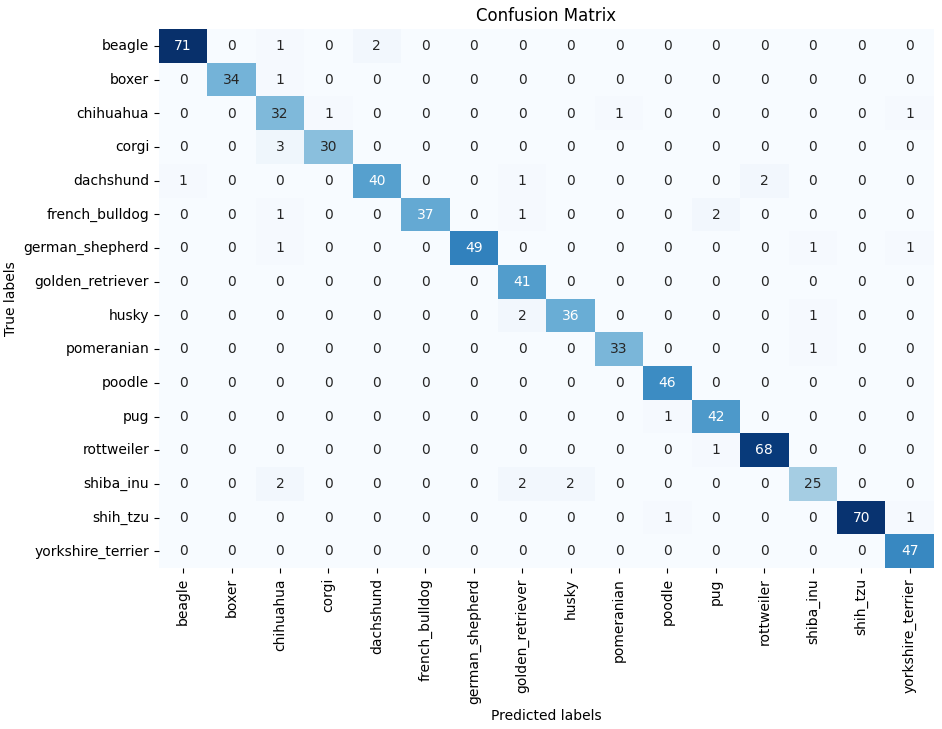 Confusion Matrix
True labels
beagle 71 0 1 0 2 0 0 0 0 0 0 0 0 0 0 0
boxer 0 34 1 0 0 0 0 0 0 0 0 0 0 0 0 0
chihuahua 0 0 32 1 0 0 0 0 0 1 0 0 0 0 0 1
corgi 0 0 3 30 0 0 0 0 0 0 0 0 0 0 0 0
dachshund 1 0 0 0 40 0 0 1 0 0 0 0 2 0 0 0
french_bulldog 0 0 1 0 0 37 0 1 0 0 0 2 0 0 0 0
german_shepherd 0 0 1 0 0 0 49 0 0 0 0 0 0 1 0 1
golden_retriever 0 0 0 0 0 0 0 41 0 0 0 0 0 0 0 0
husky 0 0 0 0 0 0 0 2 36 0 0 0 0 1 0 0
pomeranian 0 0 0 0 0 0 0 0 0 33 0 0 0 1 0 0
poodle 0 0 0 0 0 0 0 0 0 0 46 0 0 0 0 0
pug 0 0 0 0 0 0 0 0 0 0 1 42 0 0 0 0
rottweiler 0 0 0 0 0 0 0 0 0 0 0 1 68 0 0 0
shiba_inu 0 0 2 0 0 0 0 2 2 0 0 0 0 25 0 0
shih_tzu 0 0 0 0 0 0 0 0 0 0 1 0 0 0 70 1
yorkshire_terrier 0 0 0 0 0 0 0 0 0 0 0 0 0 0 0 47
beagle boxer chihuahua corgi dachshund french_bulldog german_shepherd golden_retriever husky pomeranian poodle pug rottweiler shiba_inu shih_tzu yorkshire_terrier
Predicted labels